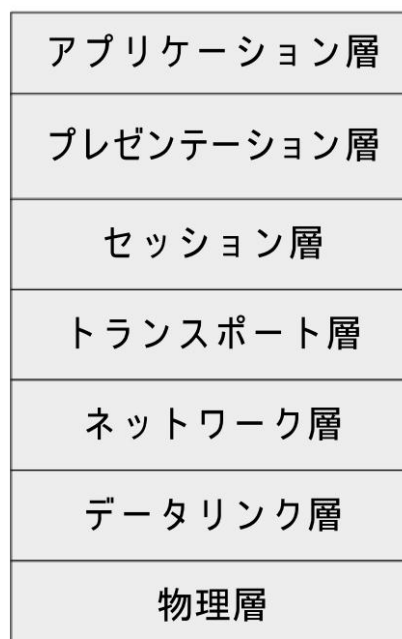 アプリケーション層
プレゼンテーション層
セッション層
トランスポート層
ネットワーク層
データリンク層
物理層